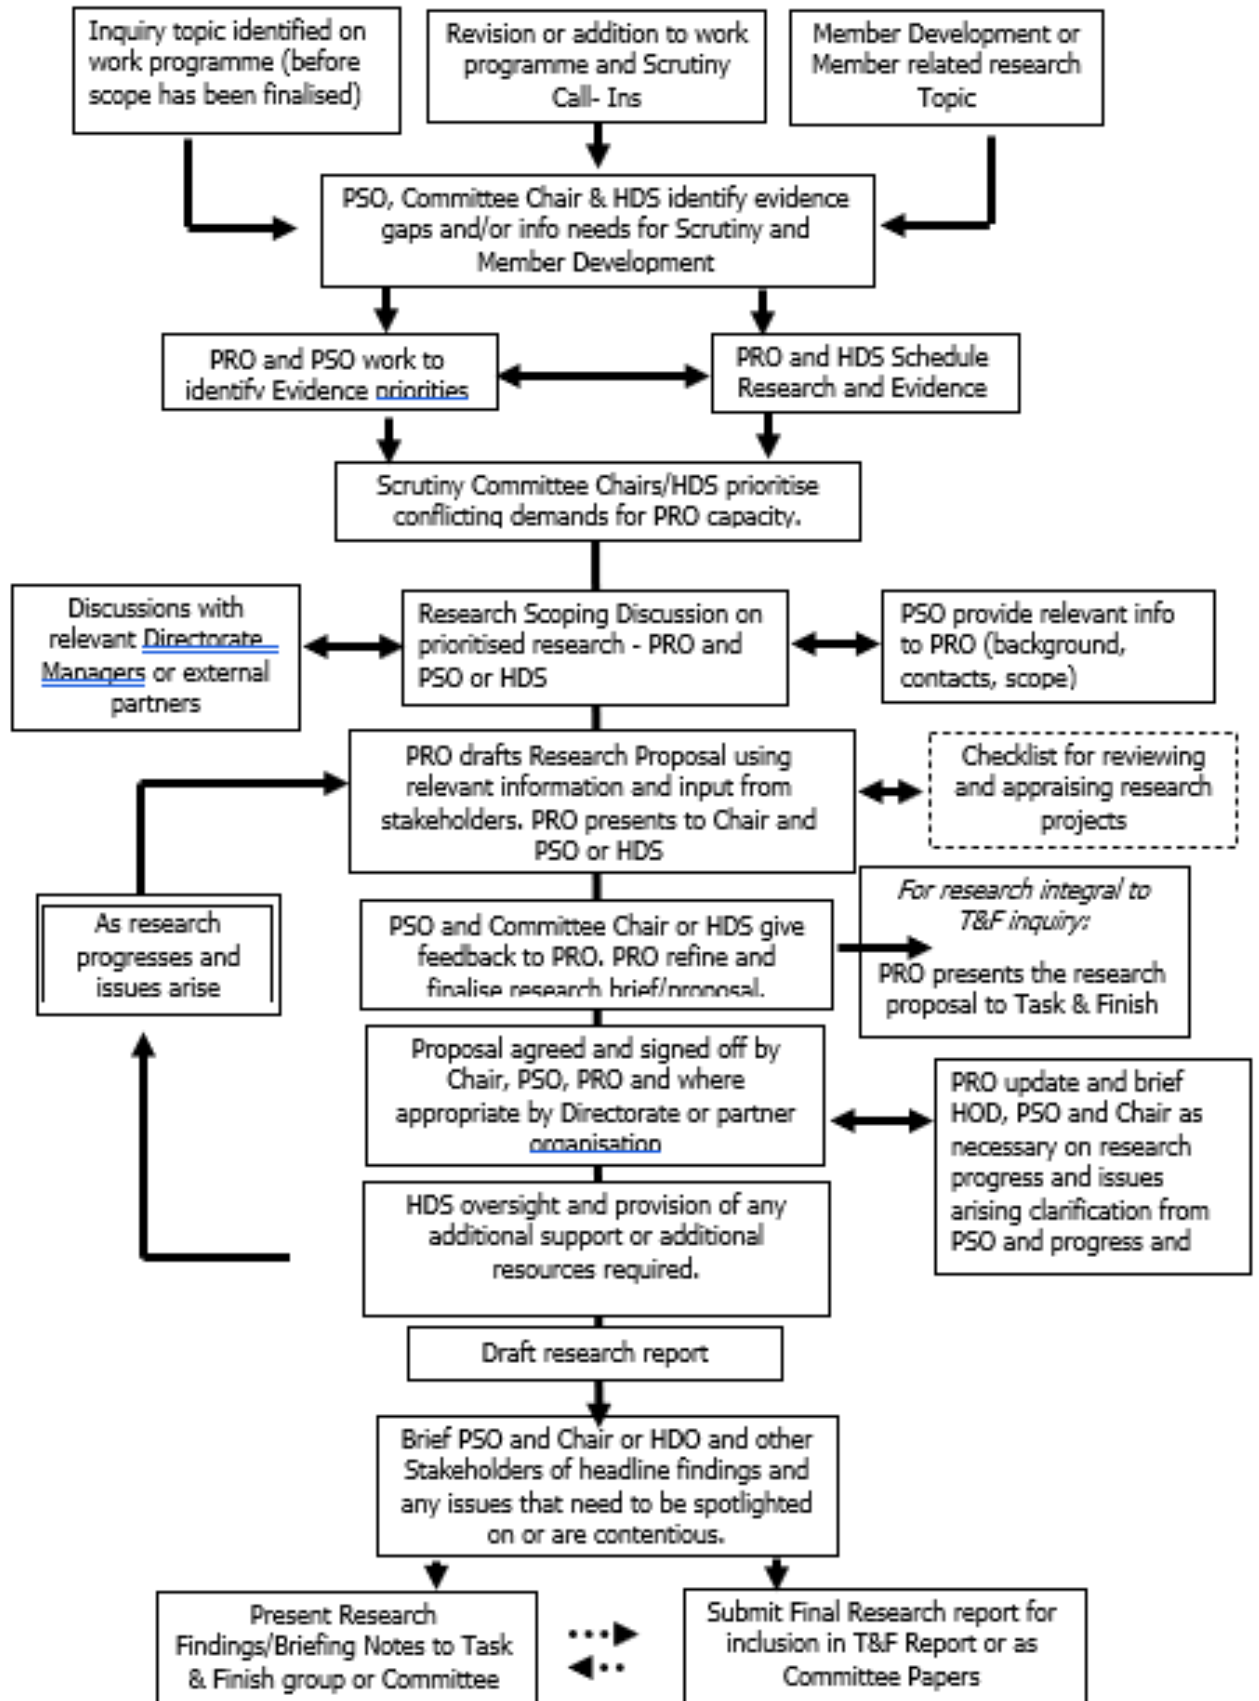 Inquiry topic identified on
work programme (before
scope has been finalised)
Revision or addition to work
programme and Scrutiny
Call- Ins
Member Development or
Member related research
Topic
PSO, Committee Chair & HDS identify evidence
gaps and/or info needs for Scrutiny and
Member Development
PRO and PSO work to
identify Evidence priorities
PRO and HDS Schedule
Research and Evidence
Scrutiny Committee Chairs/HDS prioritise
conflicting demands for PRO capacity.
Discussions with
relevant Directorate
Managers or external
partners
Research Scoping Discussion on
prioritised research - PRO and
PSO or HDS
PSO provide relevant info
to PRO (background,
contacts, scope)
PRO drafts Research Proposal using
relevant information and input from
stakeholders. PRO presents to Chair and
PSO or HDS
Checklist for reviewing
and appraising research
projects
As research
progresses and
issues arise
PSO and Committee Chair or HDS give
feedback to PRO. PRO refine and
finalise research brief/proposal.
For research integral to
T&F inquiry:
PRO presents the research
proposal to Task & Finish
Proposal agreed and signed off by
Chair, PSO, PRO and where
appropriate by Directorate or partner
organisation
PRO update and brief
HOD, PSO and Chair as
necessary on research
progress and issues
arising clarification from
PSO and progress and
HDS oversight and provision of any
additional support or additional
resources required.
Draft research report
Brief PSO and Chair or HDO and other
Stakeholders of headline findings and
any issues that need to be spotlighted
on or are contentious.
Present Research
Findings/Briefing Notes to Task
& Finish group or Committee
Submit Final Research report for
inclusion in T&F Report or as
Committee Papers